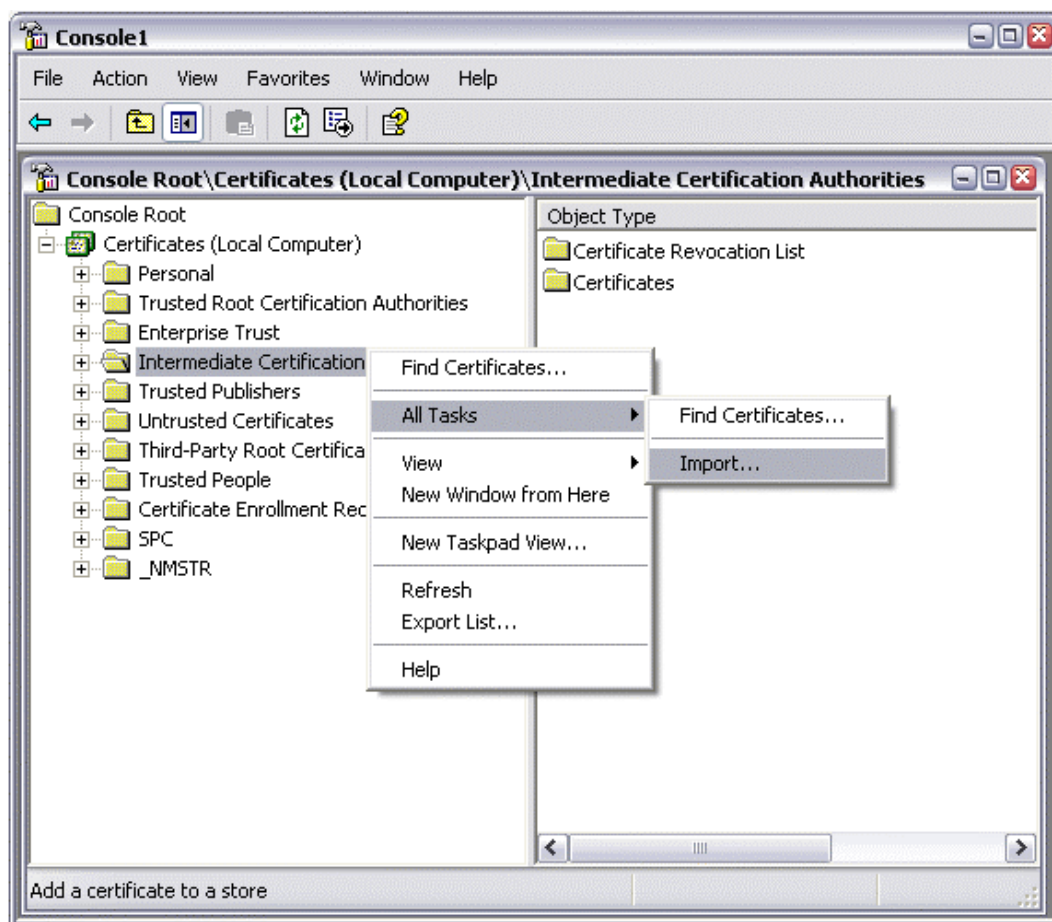 Console1
File Action View Favorites Window Help
Console Root\Certificates (Local Computer)\Intermediate Certification Authorities
Console Root
Certificates (Local Computer)
Personal
Trusted Root Certification Authorities
Enterprise Trust
Intermediate Certification
Trusted Publishers
Untrusted Certificates
Third-Party Root Certifica
Trusted People
Certificate Enrollment Rec
SPC
_NMSTR
Object Type
Certificate Revocation List
Certificates
Find Certificates...
All Tasks
View
New Window from Here
New Taskpad View...
Refresh
Export List...
Help
Find Certificates...
Import...
Add a certificate to a store